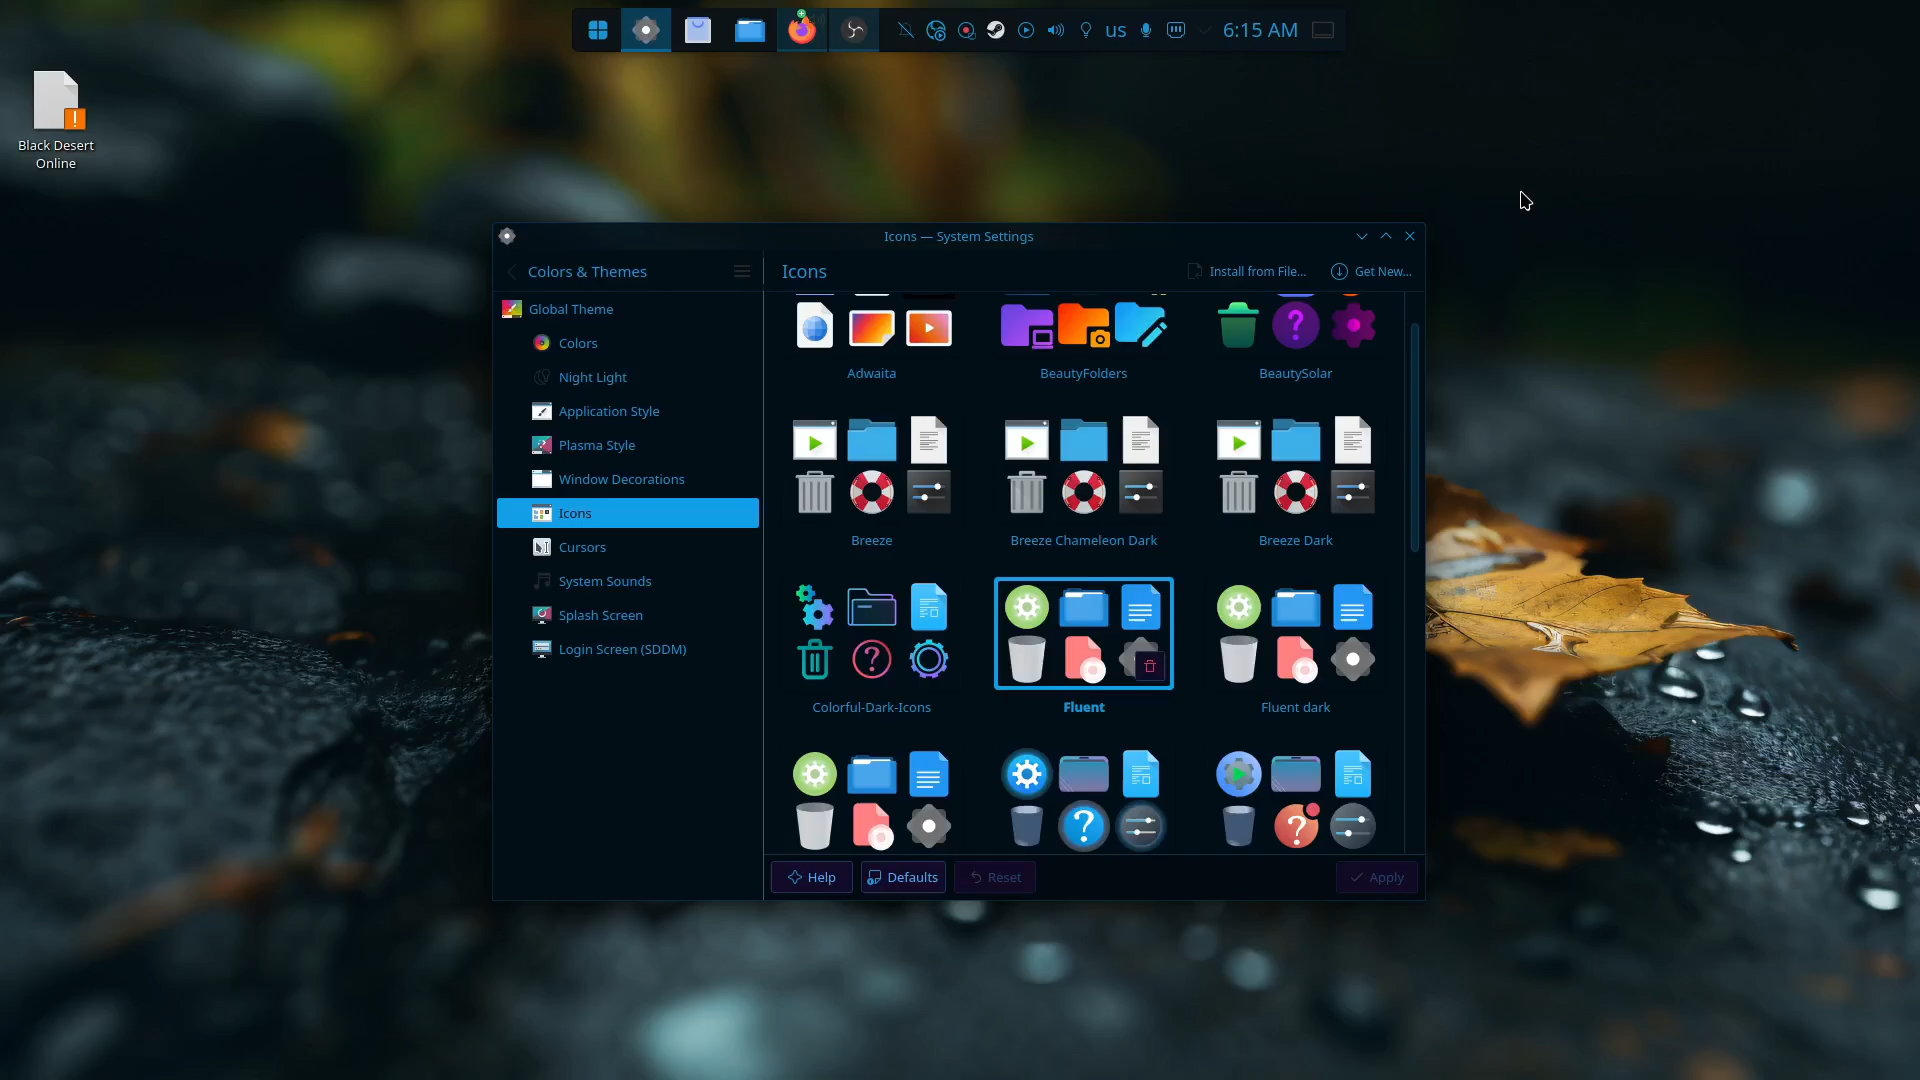 us
6:15 AM
Black Desert
Online
Icons — System Settings
Colors & Themes
Icons
Install from File...
Get New...
Global Theme
Colors
Night Light
Application Style
Plasma Style
Window Decorations
Icons
Cursors
System Sounds
Splash Screen
Login Screen (SDDM)
Adwaita
BeautyFolders
BeautySolar
Breeze
Breeze Chameleon Dark
Breeze Dark
Colorful-Dark-Icons
Fluent
Fluent dark
Help
Defaults
Reset
Apply